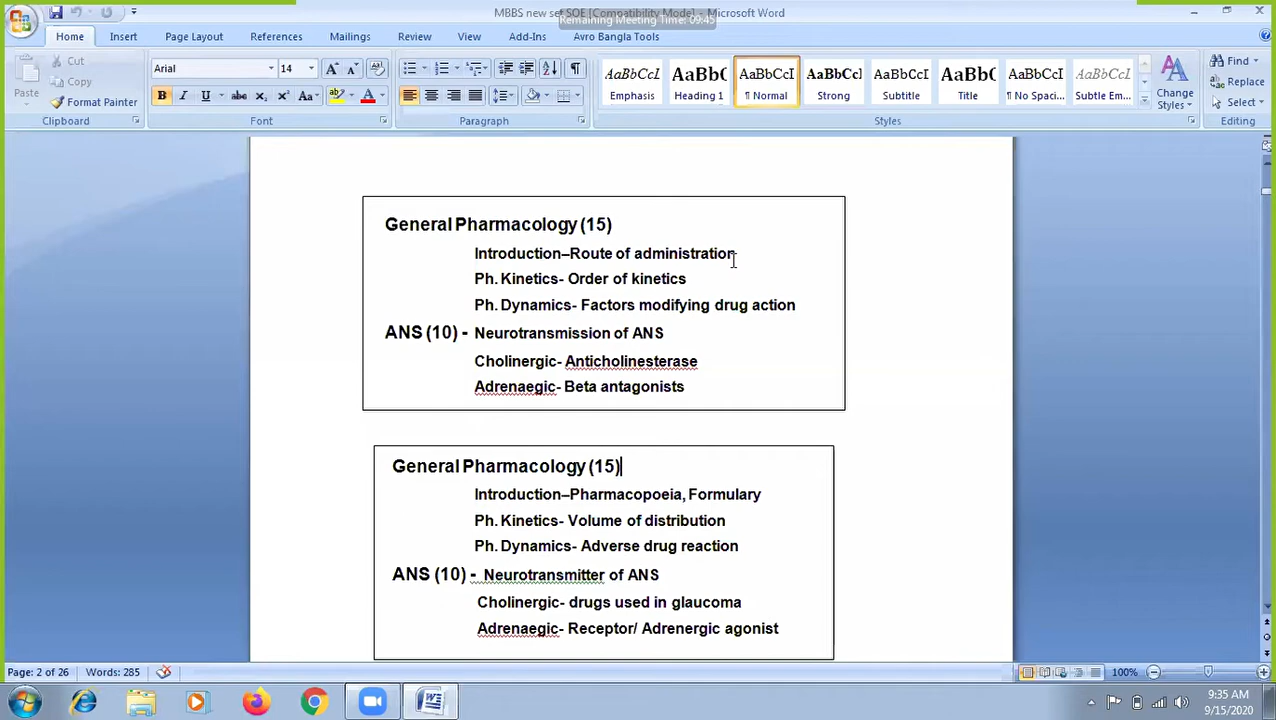 MBBS new set SOE [Compatibility Mode] - Microsoft Word
Remaining Meeting Time: 09:45
Home Insert Page Layout References Mailings Review View Add-Ins Avro Bangla Tools
Cut
Copy
Paste
Format Painter
Clipboard
Arial 14
B I U abc X₂ X² Aa
Font
Paragraph
AaBbCcI AaBbC AaBbCcI AaBbCcI AaBbCcI AaBbC AaBbCcI AaBbCcI
Emphasis Heading 1 ¶ Normal Strong Subtitle Title ¶ No Spaci... Subtle Em...
Styles
Change
Styles
Find
Replace
Select
Editing
General Pharmacology (15)
Introduction–Route of administration
Ph. Kinetics- Order of kinetics
Ph. Dynamics- Factors modifying drug action
ANS (10) - Neurotransmission of ANS
Cholinergic- Anticholinesterase
Adrenaegic- Beta antagonists
General Pharmacology (15)
Introduction–Pharmacopoeia, Formulary
Ph. Kinetics- Volume of distribution
Ph. Dynamics- Adverse drug reaction
ANS (10) - Neurotransmitter of ANS
Cholinergic- drugs used in glaucoma
Adrenaegic- Receptor/ Adrenergic agonist
Page: 2 of 26 Words: 285 100%
9:35 AM
9/15/2020